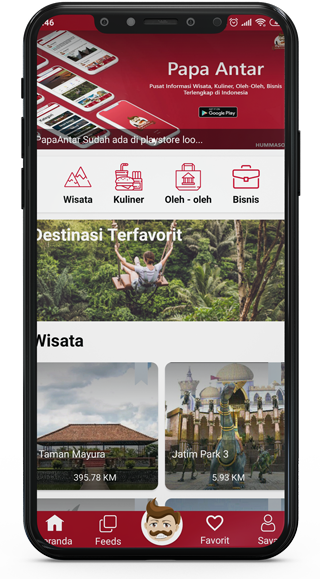 :46
Papa Antar
Pusat Informasi Wisata, Kuliner, Oleh-Oleh, Bisnis
Terlengkap di Indonesia
Google Play
PapaAntar Sudah ada di playstore loo...
HUMMASO
Wisata
Kuliner
Oleh - oleh
Bisnis
Destinasi Terfavorit
Wisata
Taman Mayura
395.78 KM
Jatim Park 3
5.93 KM
eranda
Feeds
Favorit
Saya